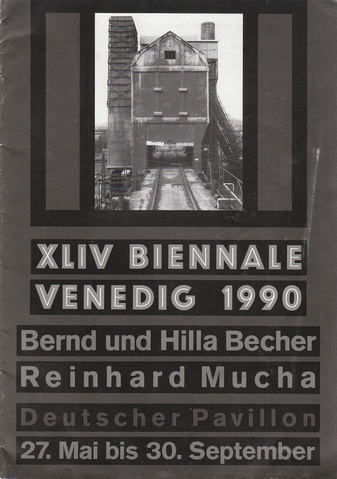 XLIV BIENNALE
VENEDIG 1990
Bernd und Hilla Becher
Reinhard Mucha
Deutscher Pavillon
27. Mai bis 30. September